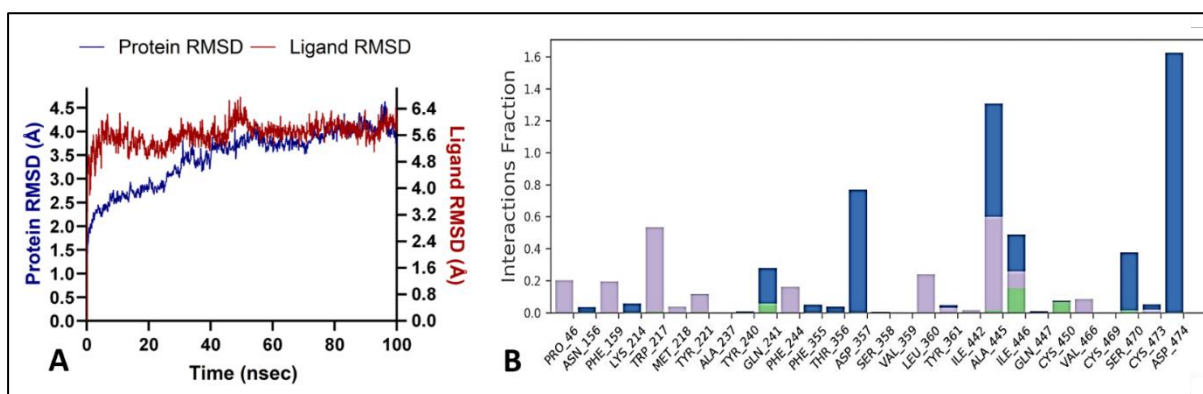 Protein RMSD Ligand RMSD
Protein RMSD (Å)
4.5
4.0
3.5
3.0
2.5
2.0
1.5
1.0
0.5
0.0
6.4
5.6
4.8
4.0
3.2
2.4
1.6
0.8
0.0
Ligand RMSD (Å)
0 20 40 60 80 100
Time (nsec)
A
Interactions Fraction
1.6
1.4
1.2
1.0
0.8
0.6
0.4
0.2
0.0
B
PRO_46
ASN_156
PHE_159
LYS_214
TRP_217
MET_218
TYR_221
ALA_237
TYR_240
GLN_241
PHE_244
PHE_355
THR_356
ASP_357
SER_358
VAL_359
LEU_360
TYR_361
ILE_442
ALA_445
ILE_446
GLN_447
CYS_450
VAL_466
CYS_469
SER_470
CYS_473
ASP_474